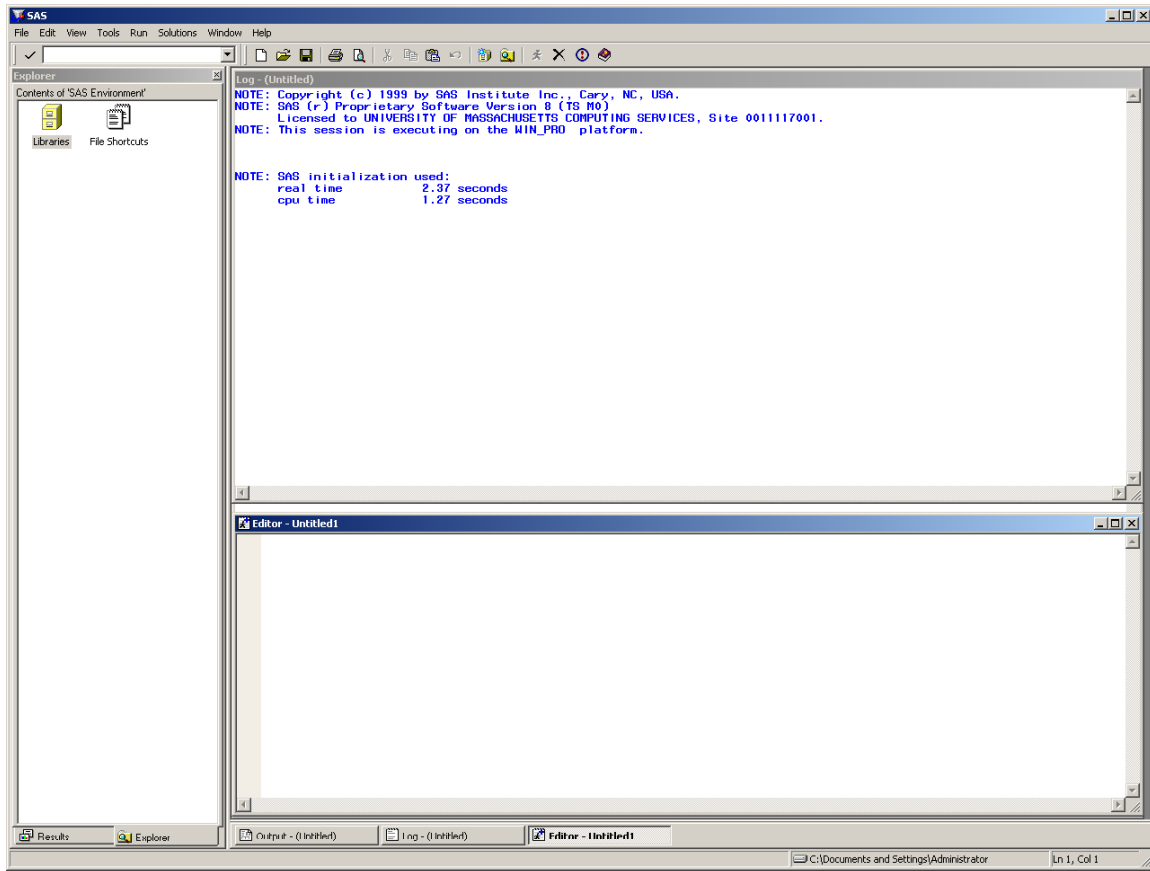 SAS
File Edit View Tools Run Solutions Window Help
Explorer
Contents of 'SAS Environment'
Libraries File Shortcuts
Log - (Untitled)
NOTE: Copyright (c) 1999 by SAS Institute Inc., Cary, NC, USA.
NOTE: SAS (r) Proprietary Software Version 8 (TS M0)
Licensed to UNIVERSITY OF MASSACHUSETTS COMPUTING SERVICES, Site 0011117001.
NOTE: This session is executing on the WIN_PRO platform.
NOTE: SAS initialization used:
real time 2.37 seconds
cpu time 1.27 seconds
Editor - Untitled1
Results Explorer
Output - (Untitled) Log - (Untitled) Editor - Untitled1
C:\Documents and Settings\Administrator Ln 1, Col 1